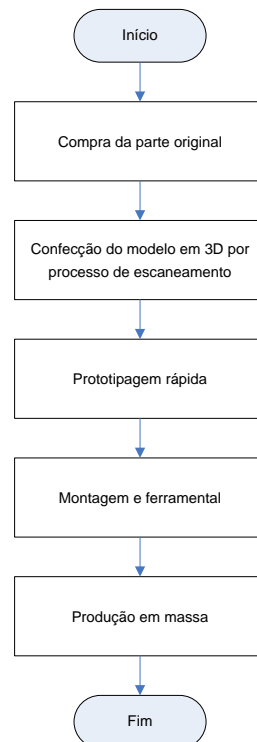 Início
Compra da parte original
Confecção do modelo em 3D por
processo de escaneamento
Prototipagem rápida
Montagem e ferramental
Produção em massa
Fim